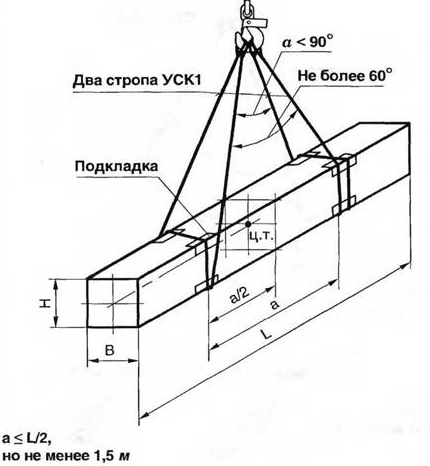 α < 90°
Два стропа УСК1
Не более 60°
Подкладка
ц.т.
H
a/2
a
L
B
a ≤ L/2,
но не менее 1,5 м